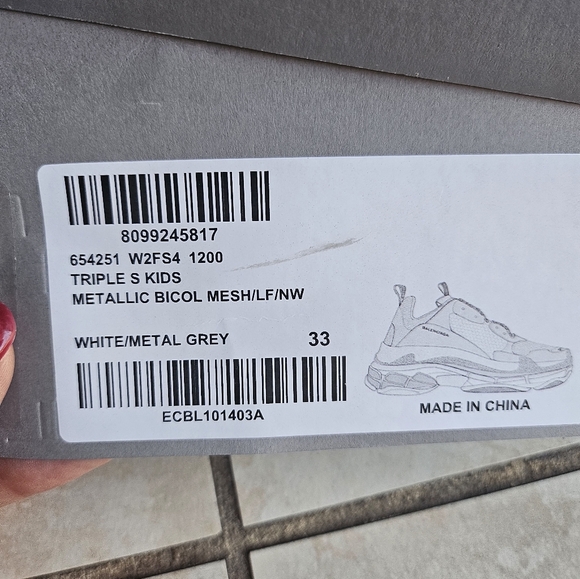 8099245817
654251 W2FS4 1200
TRIPLE S KIDS
METALLIC BICOL MESH/LF/NW
WHITE/METAL GREY 33
BALENCIAGA
ECBL101403A
MADE IN CHINA